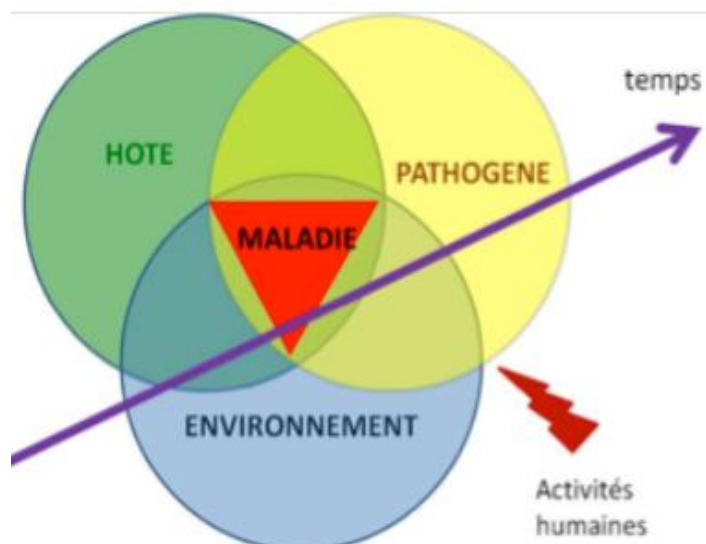 temps
HOTE
PATHOGENE
MALADIE
ENVIRONNEMENT
Activités
humaines